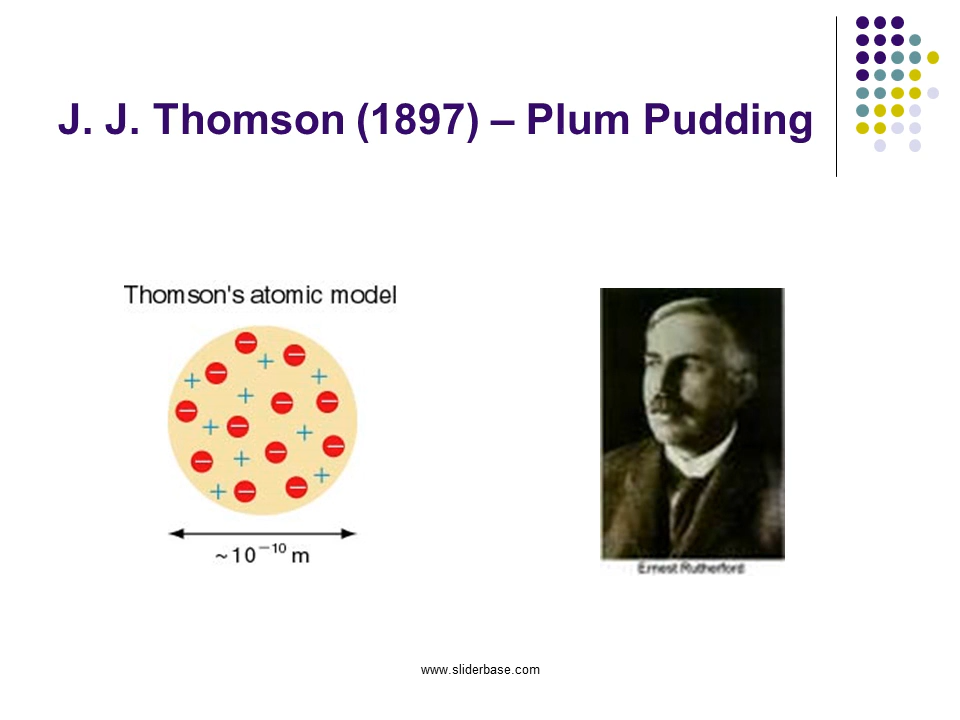 J. J. Thomson (1897) – Plum Pudding
Thomson's atomic model
~10⁻¹⁰ m
Ernest Rutherford
www.sliderbase.com